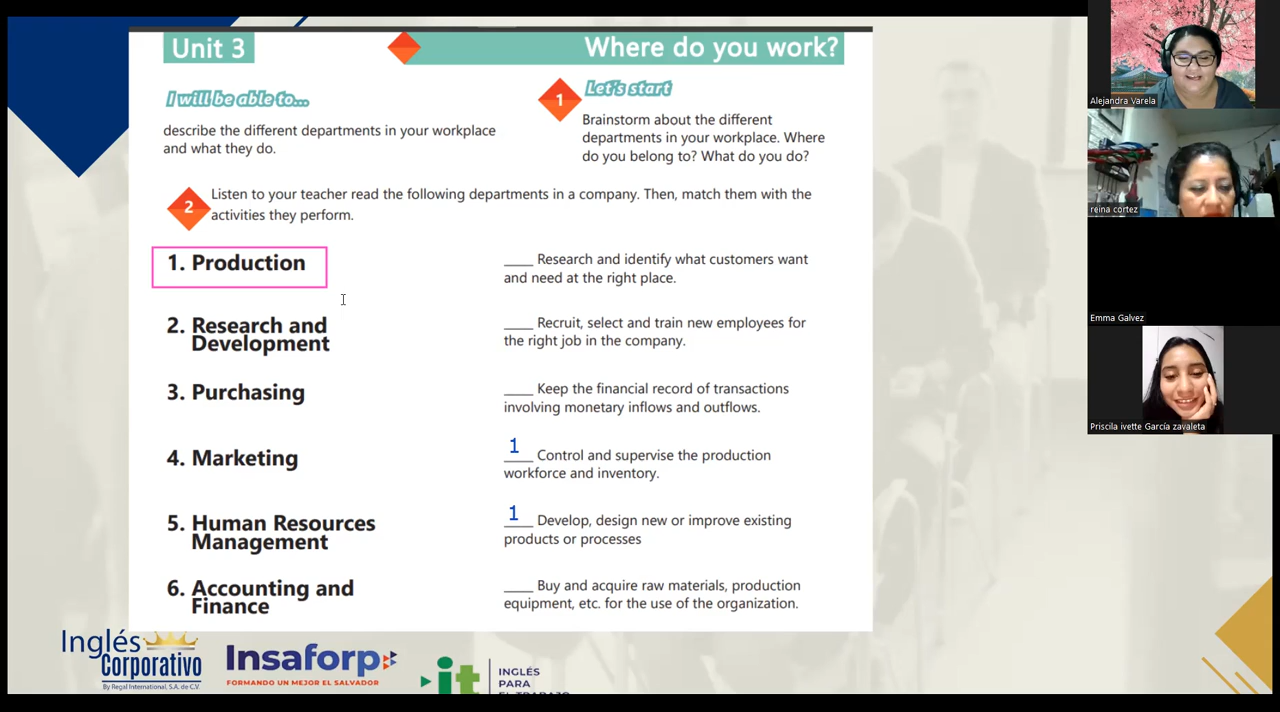 Unit 3
Where do you work?
I will be able to...
describe the different departments in your workplace
and what they do.
1
Let's start
Brainstorm about the different
departments in your workplace. Where
do you belong to? What do you do?
2
Listen to your teacher read the following departments in a company. Then, match them with the
activities they perform.
1. Production
____ Research and identify what customers want
and need at the right place.
2. Research and
Development
____ Recruit, select and train new employees for
the right job in the company.
3. Purchasing
____ Keep the financial record of transactions
involving monetary inflows and outflows.
4. Marketing
1
____ Control and supervise the production
workforce and inventory.
5. Human Resources
Management
1
____ Develop, design new or improve existing
products or processes
6. Accounting and
Finance
____ Buy and acquire raw materials, production
equipment, etc. for the use of the organization.
Inglés
Corporativo
By Regal International, S.A. de C.V.
Insaforp
FORMANDO UN MEJOR EL SALVADOR
it
INGLÉS
PARA
Alejandra Varela
reina cortez
Emma Galvez
Priscila ivette García zavaleta